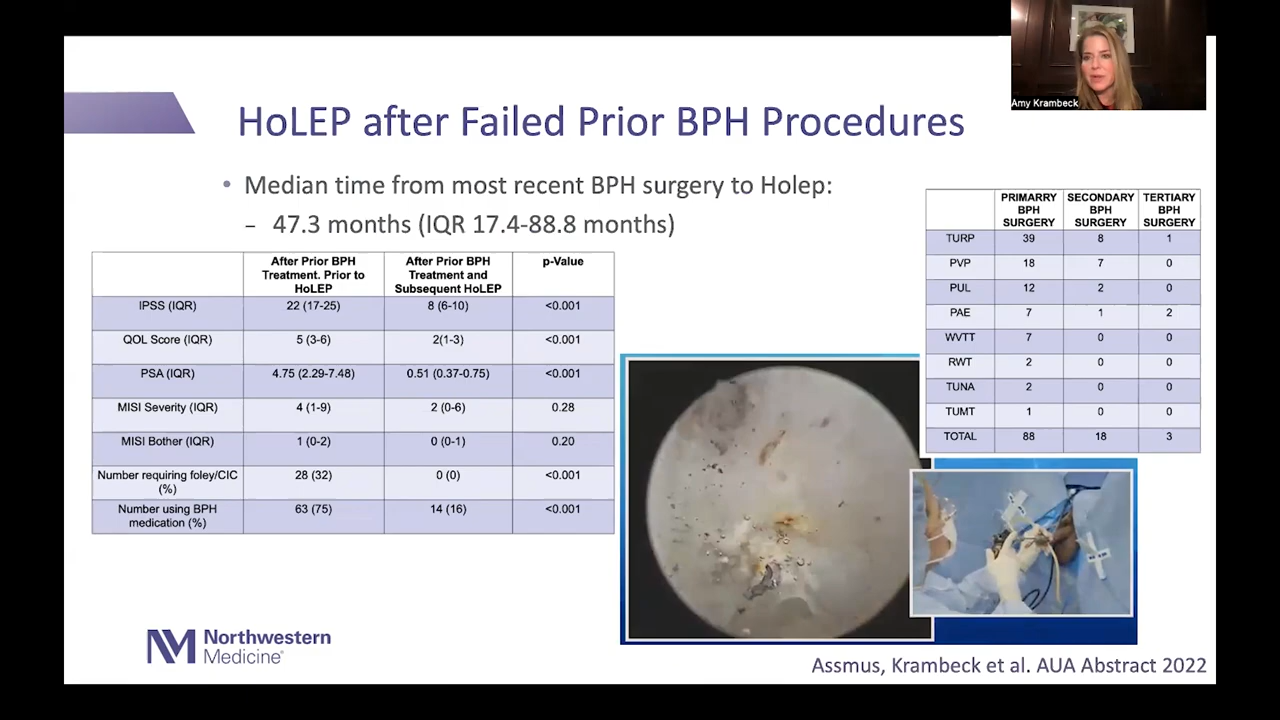 Amy Krambeck
HoLEP after Failed Prior BPH Procedures
• Median time from most recent BPH surgery to Holep:
– 47.3 months (IQR 17.4-88.8 months)
After Prior BPH Treatment. Prior to HoLEP | After Prior BPH Treatment and Subsequent HoLEP | p-Value
IPSS (IQR) 22 (17-25) 8 (6-10) <0.001
QOL Score (IQR) 5 (3-6) 2(1-3) <0.001
PSA (IQR) 4.75 (2.29-7.48) 0.51 (0.37-0.75) <0.001
MISI Severity (IQR) 4 (1-9) 2 (0-6) 0.28
MISI Bother (IQR) 1 (0-2) 0 (0-1) 0.20
Number requiring foley/CIC (%) 28 (32) 0 (0) <0.001
Number using BPH medication (%) 63 (75) 14 (16) <0.001
PRIMARRY BPH SURGERY | SECONDARY BPH SURGERY | TERTIARY BPH SURGERY
TURP 39 8 1
PVP 18 7 0
PUL 12 2 0
PAE 7 1 2
WVTT 7 0 0
RWT 2 0 0
TUNA 2 0 0
TUMT 1 0 0
TOTAL 88 18 3
NM Northwestern
Medicine®
Assmus, Krambeck et al. AUA Abstract 2022